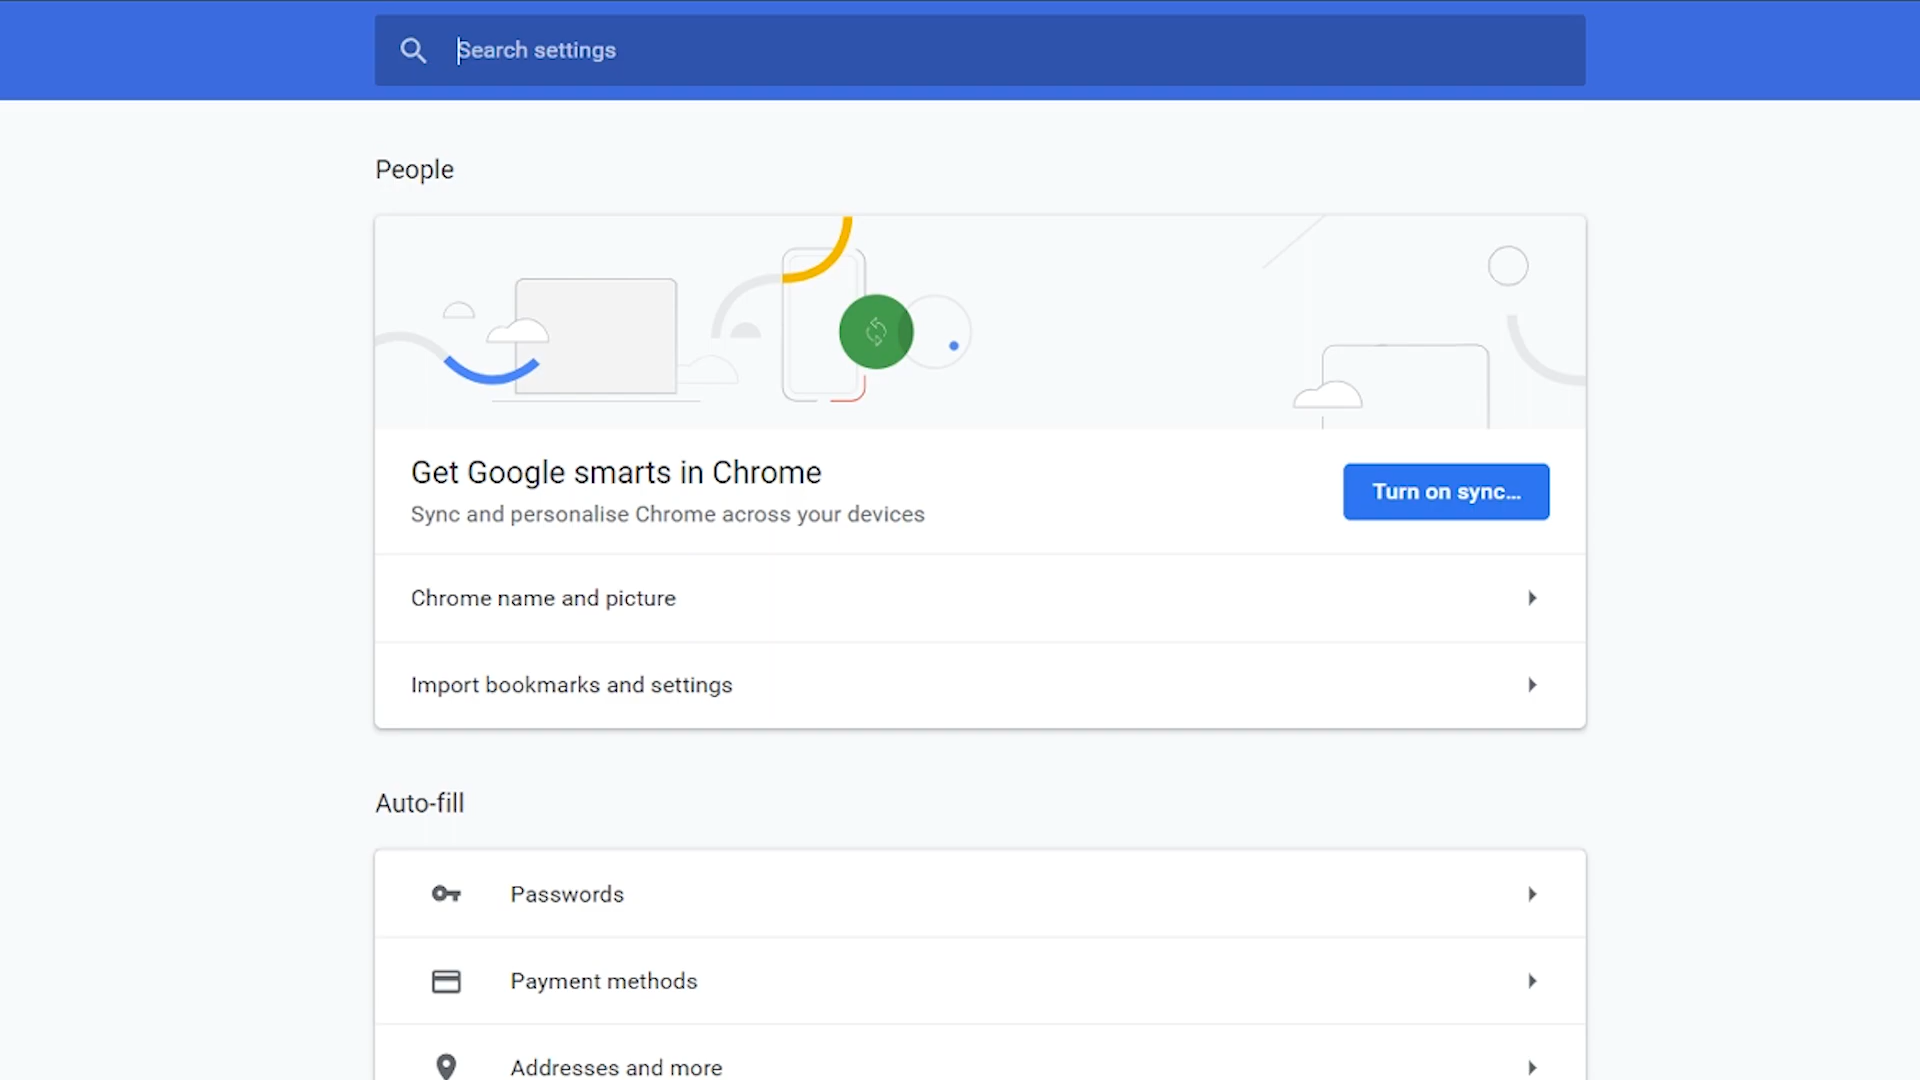 Search settings
People
Get Google smarts in Chrome
Turn on sync...
Sync and personalise Chrome across your devices
Chrome name and picture
Import bookmarks and settings
Auto-fill
Passwords
Payment methods
Addresses and more